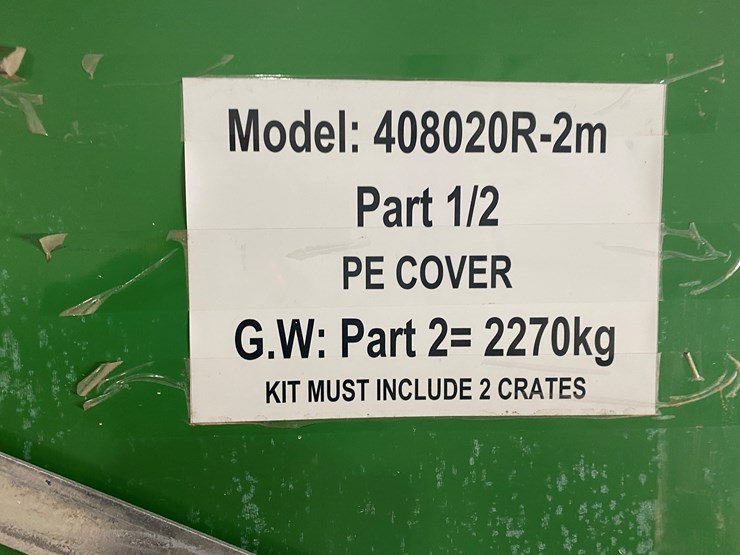 Model: 408020R-2m
Part 1/2
PE COVER
G.W: Part 2= 2270kg
KIT MUST INCLUDE 2 CRATES